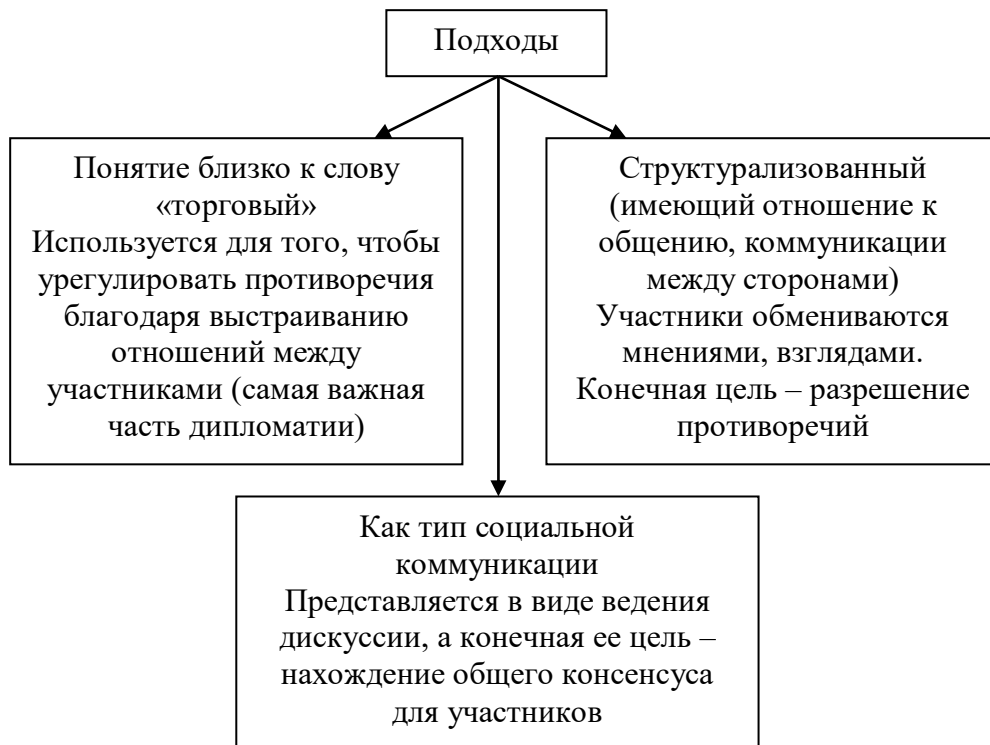 Подходы
Понятие близко к слову
«торговый»
Используется для того, чтобы
урегулировать противоречия
благодаря выстраиванию
отношений между
участниками (самая важная
часть дипломатии)
Структурализованный
(имеющий отношение к
общению, коммуникации
между сторонами)
Участники обмениваются
мнениями, взглядами.
Конечная цель – разрешение
противоречий
Как тип социальной
коммуникации
Представляется в виде ведения
дискуссии, а конечная ее цель –
нахождение общего консенсуса
для участников